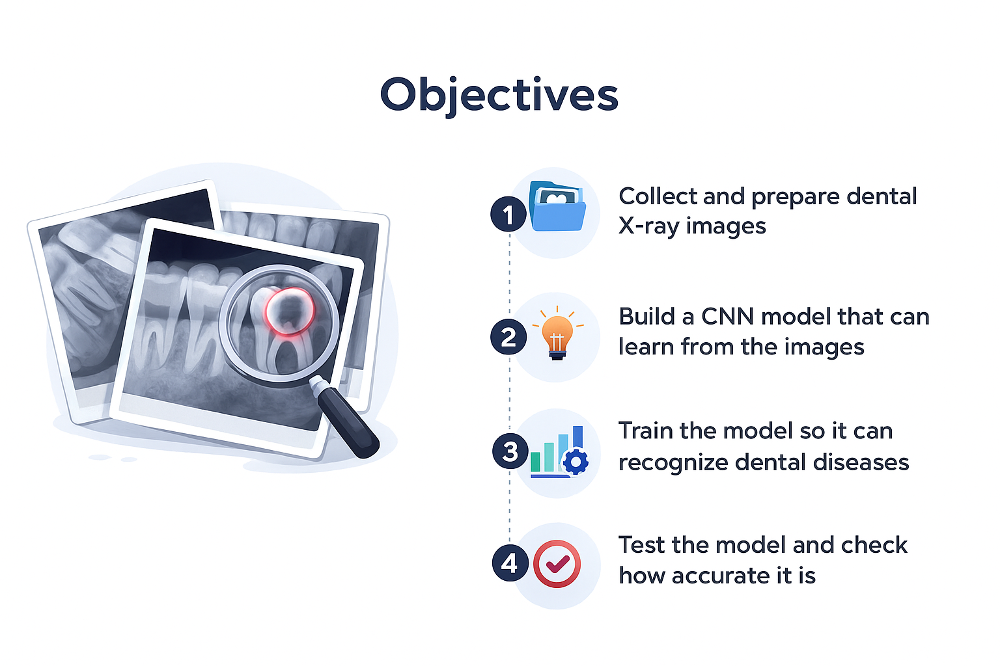 Objectives
1
Collect and prepare dental
X-ray images
2
Build a CNN model that can
learn from the images
3
Train the model so it can
recognize dental diseases
4
Test the model and check
how accurate it is